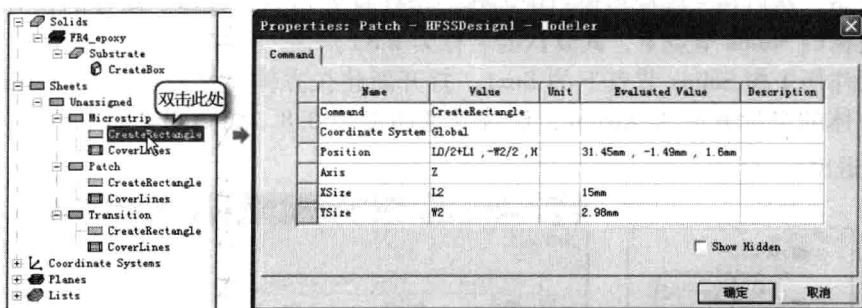 Solids
FR4_epoxy
Substrate
CreateBox
Sheets
Unassigned
Microstrip
CreateRectangle
CoverLines
Patch
CreateRectangle
CoverLines
Transition
CreateRectangle
CoverLines
Coordinate Systems
Planes
Lists
双击此处
Properties: Patch - HFSSDesign1 - Modeler
Command
Name Value Unit Evaluated Value Description
Command CreateRectangle
Coordinate System Global
Position L0/2+L1 ,-W2/2 ,H 31.45mm , -1.49mm , 1.6mm
Axis Z
XSize L2 15mm
YSize W2 2.98mm
Show Hidden
确定 取消